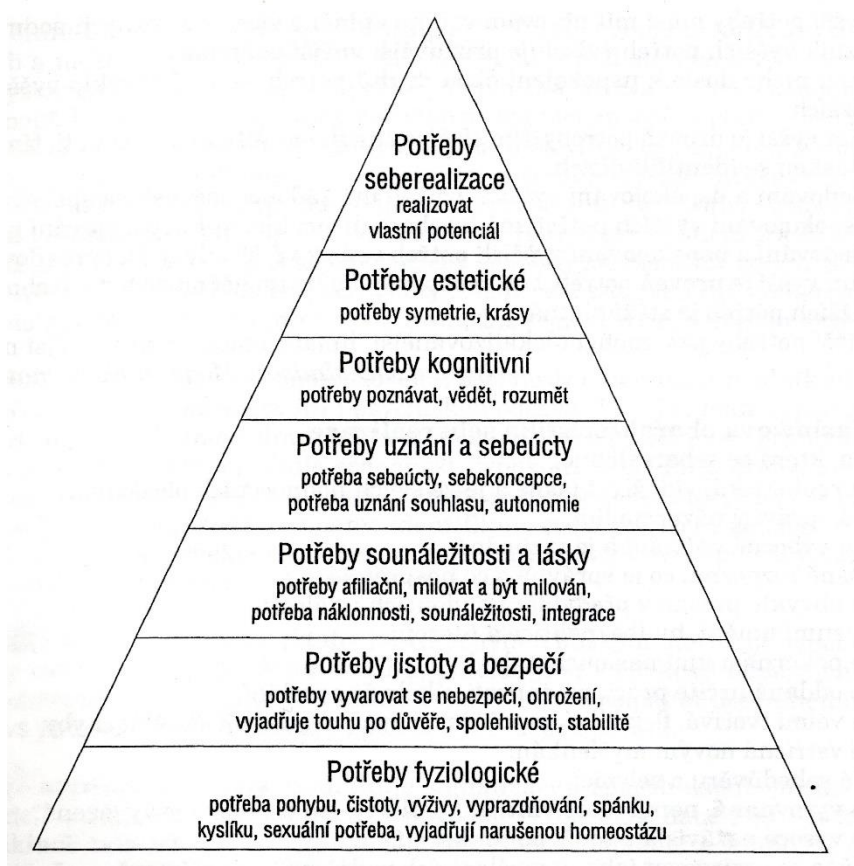 Potřeby
seberealizace
realizovat
vlastní potenciál
Potřeby estetické
potřeby symetrie, krásy
Potřeby kognitivní
potřeby poznávat, vědět, rozumět
Potřeby uznání a sebeúcty
potřeba sebeúcty, sebekoncepce,
potřeba uznání souhlasu, autonomie
Potřeby sounáležitosti a lásky
potřeby afiliační, milovat a být milován,
potřeba náklonnosti, sounáležitosti, integrace
Potřeby jistoty a bezpečí
potřeby vyvarovat se nebezpečí, ohrožení,
vyjadřuje touhu po důvěře, spolehlivosti, stabilitě
Potřeby fyziologické
potřeba pohybu, čistoty, výživy, vyprazdňování, spánku,
kyslíku, sexuální potřeba, vyjadřují narušenou homeostázu